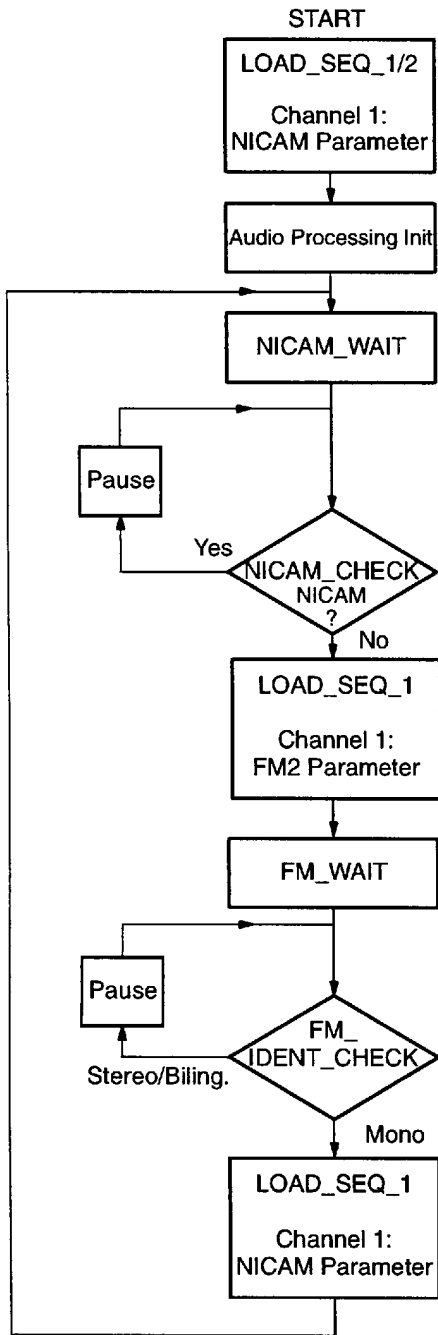 START
LOAD_SEQ_1/2
Channel 1:
NICAM Parameter
Audio Processing Init
NICAM_WAIT
Pause
Yes
NICAM_CHECK
NICAM
?
No
LOAD_SEQ_1
Channel 1:
FM2 Parameter
FM_WAIT
Pause
FM_
IDENT_CHECK
Stereo/Biling.
Mono
LOAD_SEQ_1
Channel 1:
NICAM Parameter